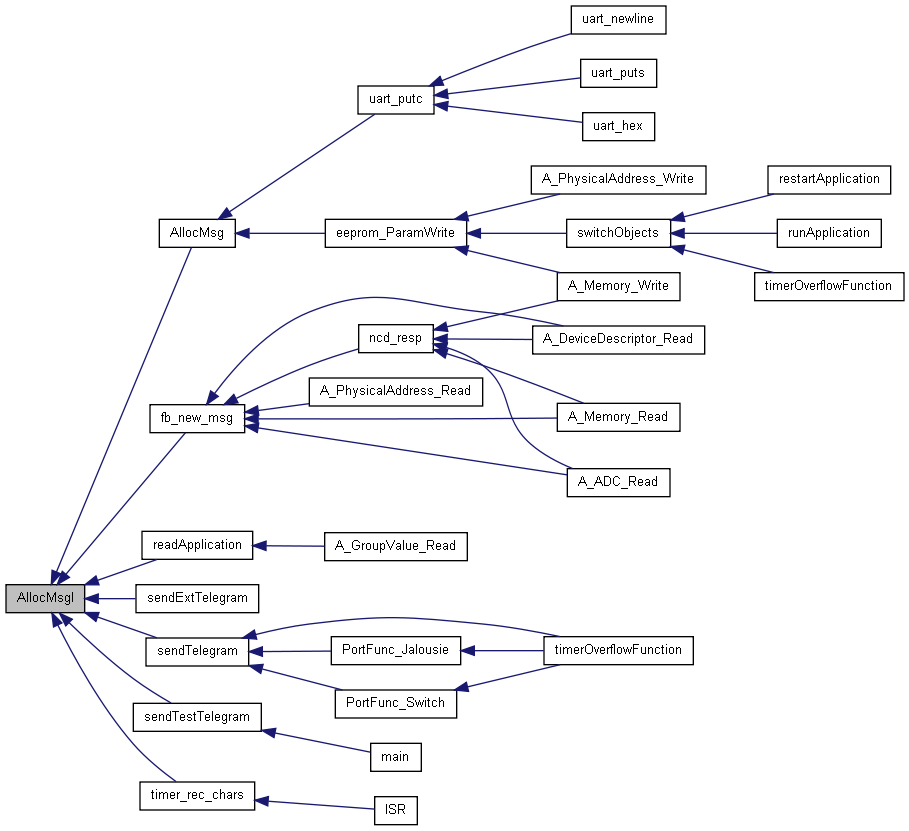 uart_newline
uart_puts
uart_putc
uart_hex
A_PhysicalAddress_Write
restartApplication
AllocMsg
eeprom_ParamWrite
switchObjects
runApplication
A_Memory_Write
timerOverflowFunction
ncd_resp
A_DeviceDescriptor_Read
A_PhysicalAddress_Read
fb_new_msg
A_Memory_Read
A_ADC_Read
readApplication
A_GroupValue_Read
AllocMsgI
sendExtTelegram
sendTelegram
PortFunc_Jalousie
timerOverflowFunction
PortFunc_Switch
sendTestTelegram
main
timer_rec_chars
ISR